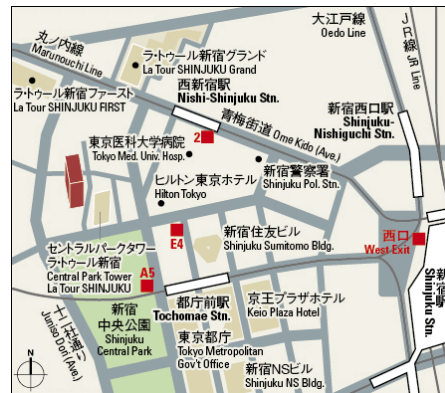 大江戸線
Oedo Line
JR線 JR Line
丸ノ内線
Marunouchi Line
ラ・トゥール新宿グランド
La Tour SHINJUKU Grand
西新宿駅
Nishi-Shinjuku Stn.
ラ・トゥール新宿ファースト
La Tour SHINJUKU FIRST
新宿西口駅
Shinjuku-
Nishiguchi Stn.
青梅街道 Ome Kido (Ave.)
2
東京医科大学病院
Tokyo Med. Univ. Hosp.
新宿警察署
Shinjuku Pol. Stn.
ヒルトン東京ホテル
Hilton Tokyo
E4
新宿住友ビル
Shinjuku Sumitomo Bldg.
西口
West Exit
セントラルパークタワー
ラ・トゥール新宿
Central Park Tower
La Tour SHINJUKU
A5
新宿駅
Shinjuku Stn.
都庁前駅
Tochomae Stn.
京王プラザホテル
Keio Plaza Hotel
新宿
中央公園
Shinjuku
Central Park
十二社通り
Juniso Dori (Ave.)
東京都庁
Tokyo Metropolitan
Gov't Office
新宿NSビル
Shinjuku NS Bldg.
N